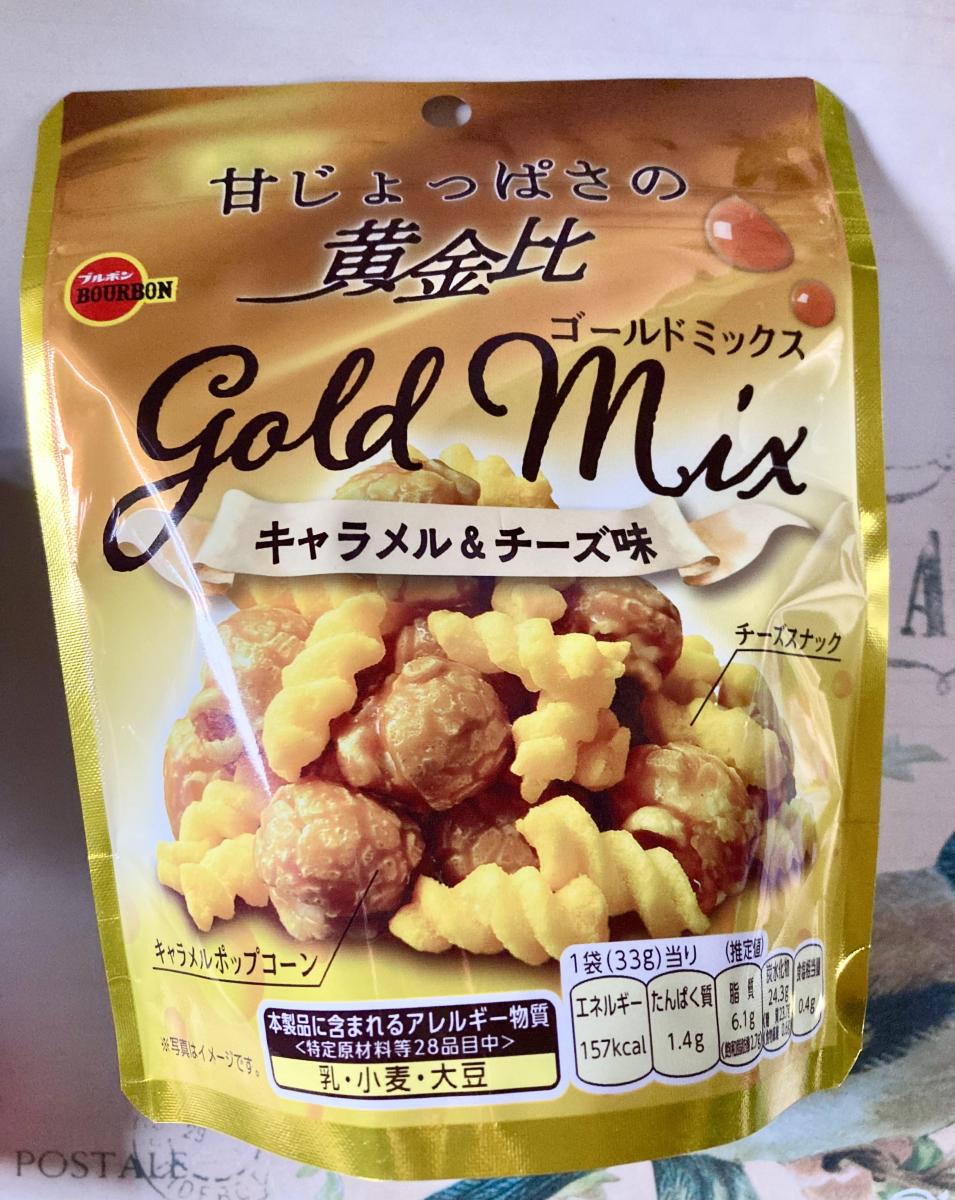 甘じょっぱさの
黄金比
ブルボン
BOURBON
ゴールドミックス
Gold Mix
キャラメル&チーズ味
チーズスナック
キャラメルポップコーン
※写真はイメージです。
本製品に含まれるアレルギー物質
<特定原材料等28品目中>
乳・小麦・大豆
1袋(33g)当り (推定値)
エネルギー
157kcal
たんぱく質
1.4g
脂質
6.1g
炭水化物
24.3g
食塩相当量
0.4g
A
29
POSTALE